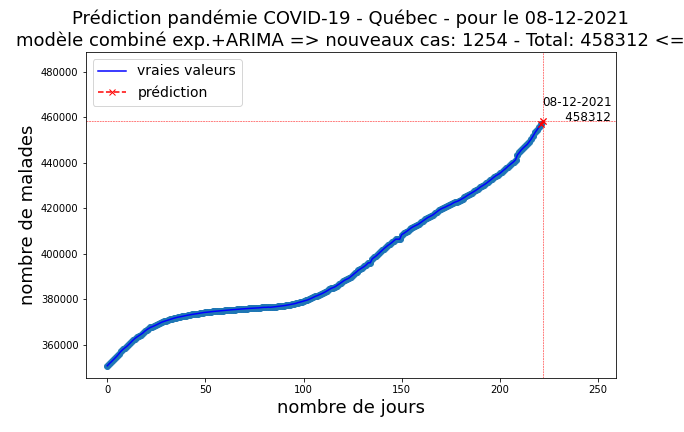 Prédiction pandémie COVID-19 - Québec - pour le 08-12-2021
modèle combiné exp.+ARIMA => nouveaux cas: 1254 - Total: 458312 <=
vraies valeurs
prédiction
08-12-2021
458312
nombre de malades
480000
460000
440000
420000
400000
380000
360000
0 50 100 150 200 250
nombre de jours